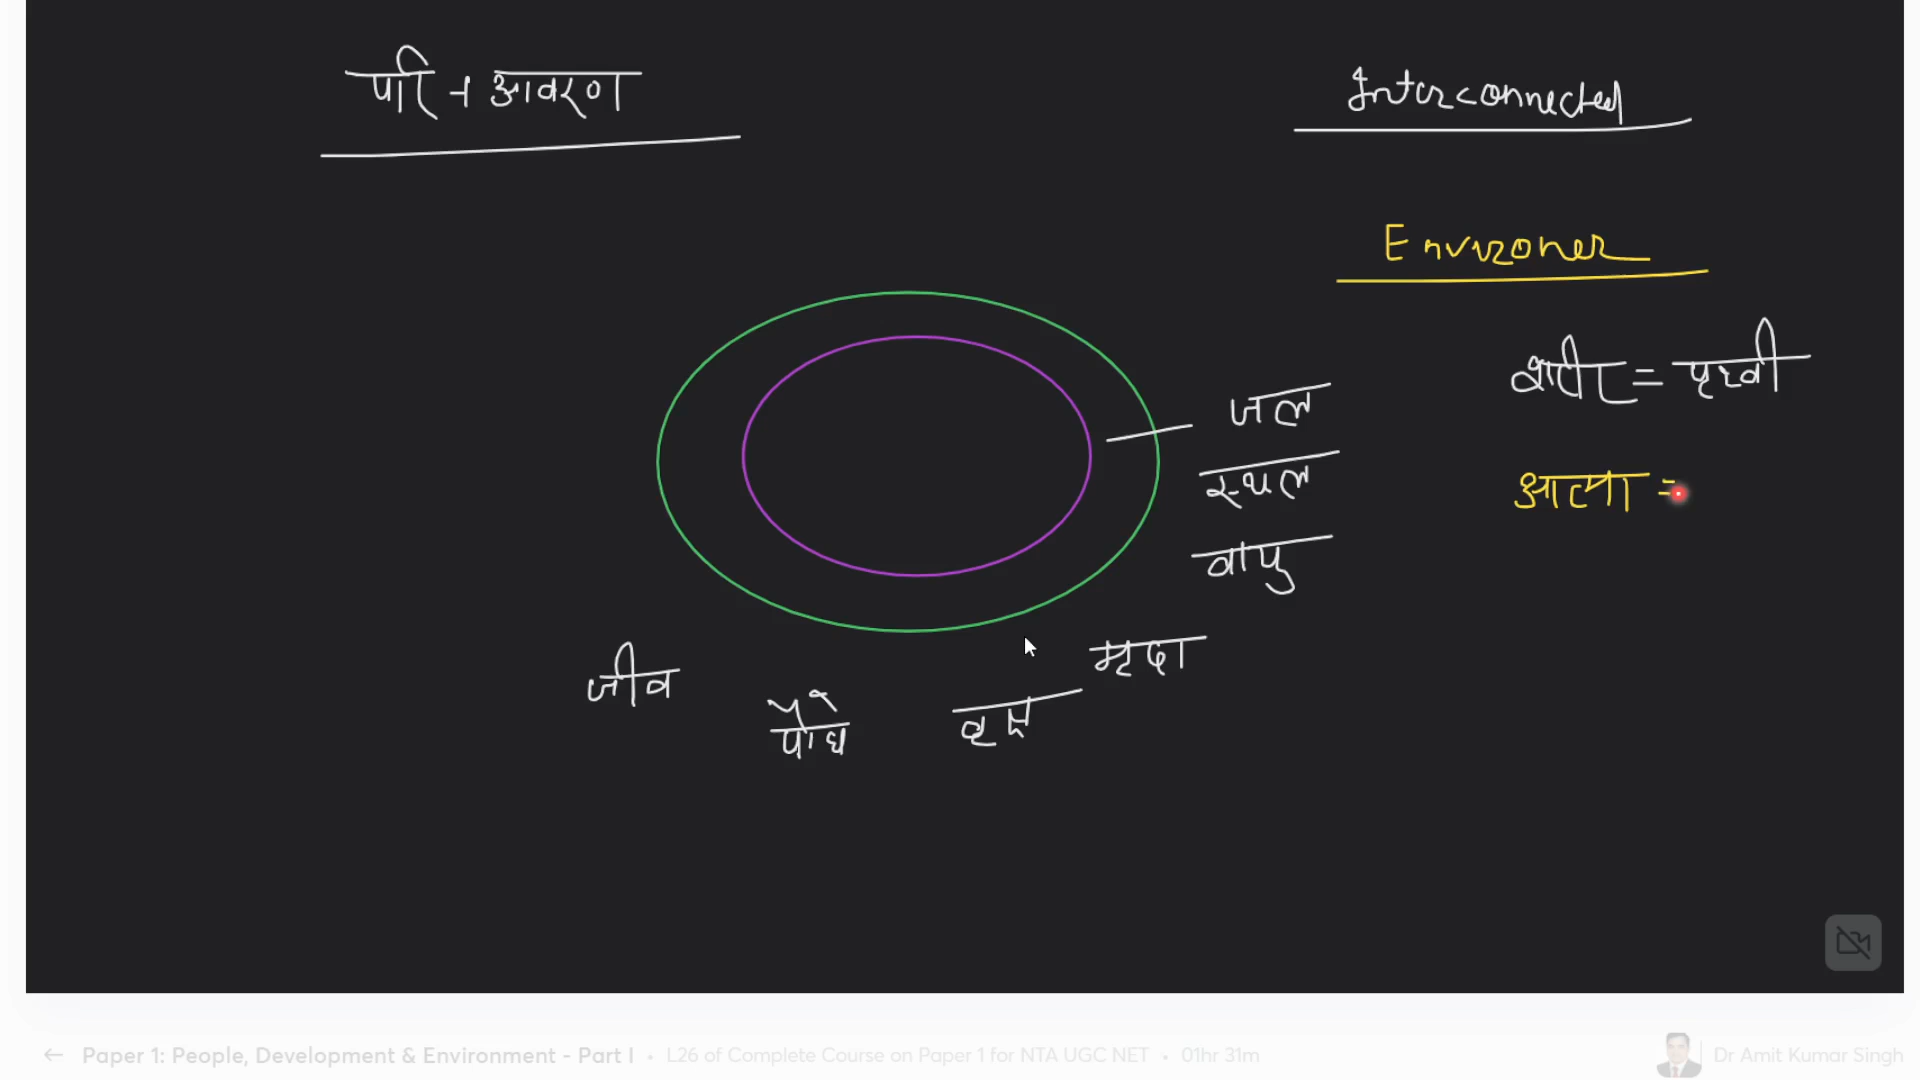 परि + आवरण
Interconnected
Environer
शरीर = पृथ्वी
जल
स्थल
आत्मा =
वायु
मृदा
जीव
पौधे
वृक्ष
Paper 1: People, Development & Environment - Part I • L26 of Complete Course on Paper 1 for NTA UGC NET • 01hr 31m
Dr Amit Kumar Singh